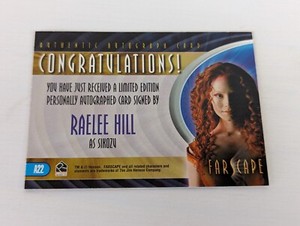 AUTHENTIC AUTOGRAPH CARD
CONGRATULATIONS!
YOU HAVE JUST RECEIVED A LIMITED EDITION
PERSONALLY AUTOGRAPHED CARD SIGNED BY
RAELEE HILL
AS SIKOZU
FARSCAPE
A22